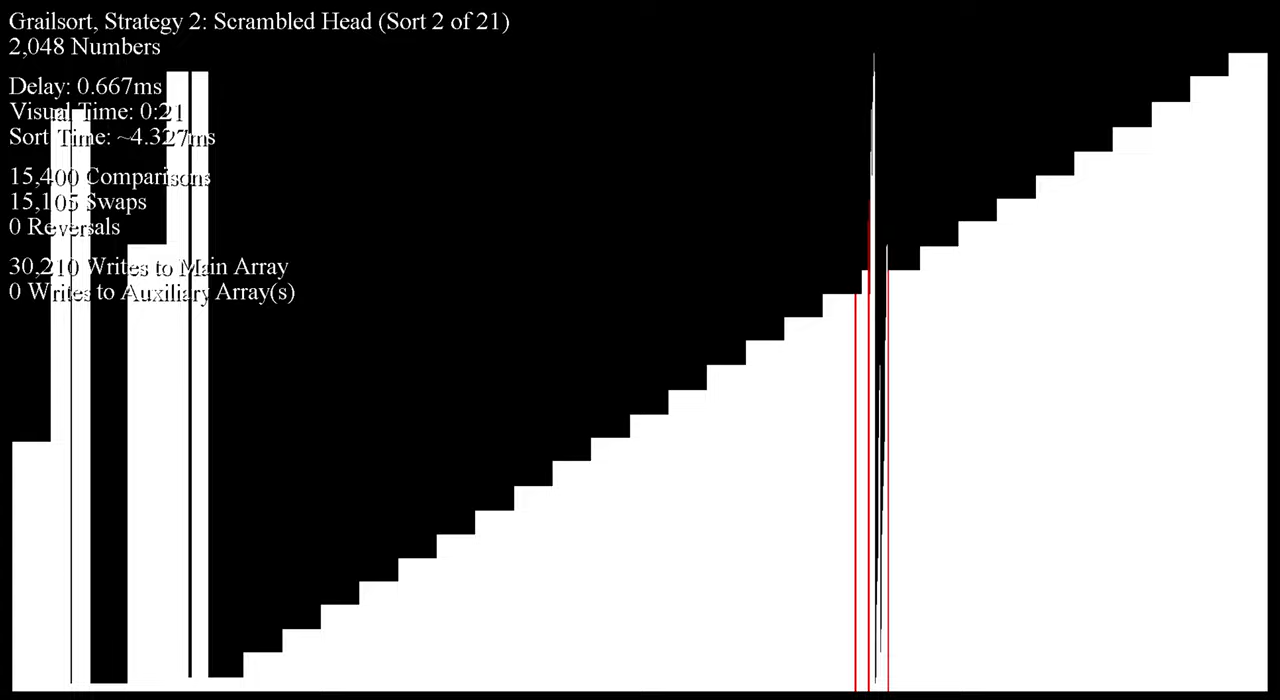 Grailsort, Strategy 2: Scrambled Head (Sort 2 of 21)
2,048 Numbers
Delay: 0.667ms
Visual Time: 0:21
Sort Time: ~4.327ms
15,400 Comparisons
15,105 Swaps
0 Reversals
30,210 Writes to Main Array
0 Writes to Auxiliary Array(s)